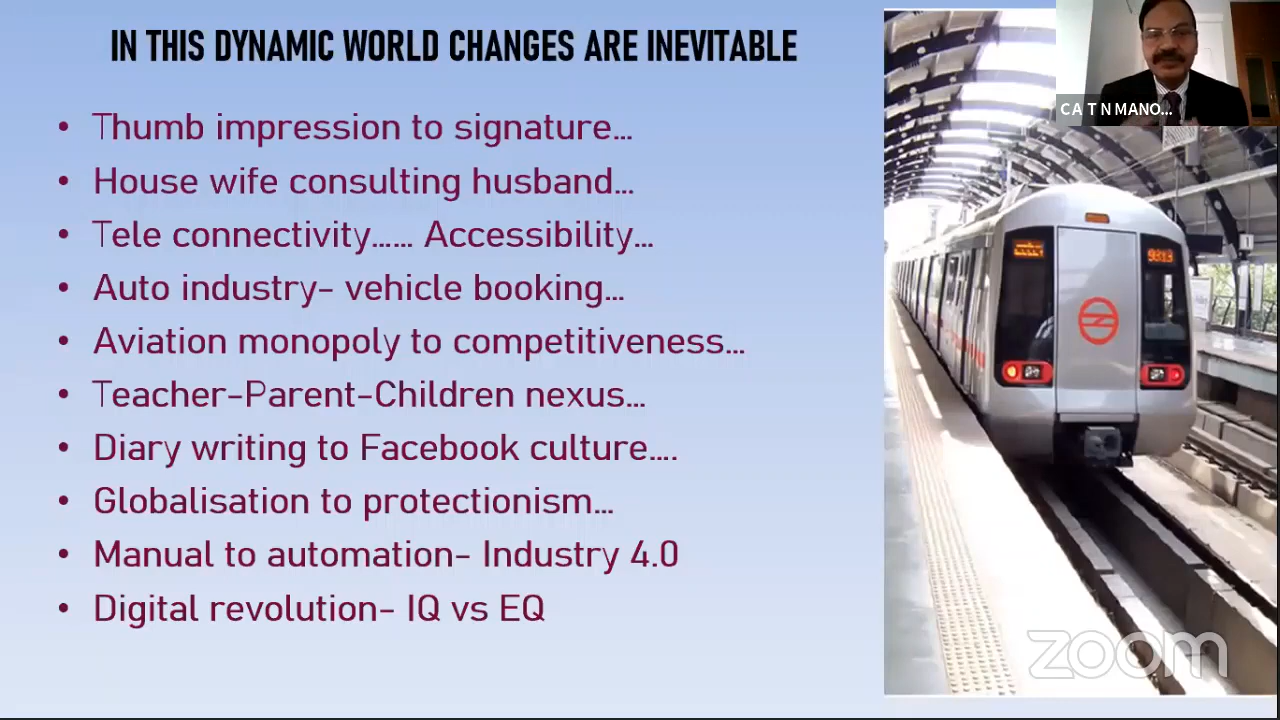 IN THIS DYNAMIC WORLD CHANGES ARE INEVITABLE
• Thumb impression to signature...
• House wife consulting husband...
• Tele connectivity...... Accessibility...
• Auto industry- vehicle booking...
• Aviation monopoly to competitiveness...
• Teacher-Parent-Children nexus...
• Diary writing to Facebook culture....
• Globalisation to protectionism...
• Manual to automation- Industry 4.0
• Digital revolution- IQ vs EQ
CA T N MANO...
9313
zoom